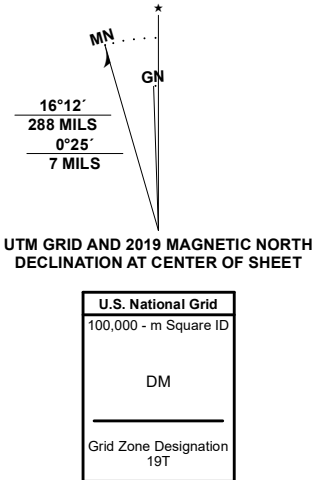 ★
MN
GN
16°12´
288 MILS
0°25´
7 MILS
UTM GRID AND 2019 MAGNETIC NORTH
DECLINATION AT CENTER OF SHEET
U.S. National Grid
100,000 - m Square ID
DM
Grid Zone Designation
19T